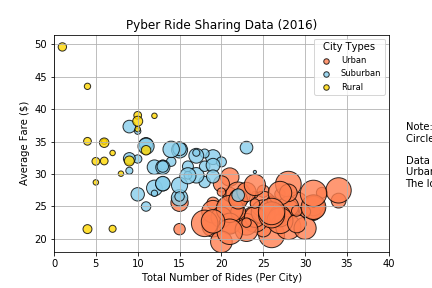 Pyber Ride Sharing Data (2016)
City Types
Urban
Suburban
Rural
Average Fare ($)
50
45
40
35
30
25
20
0 5 10 15 20 25 30 35 40
Total Number of Rides (Per City)
Note:
Circle
Data
Urban
The lo